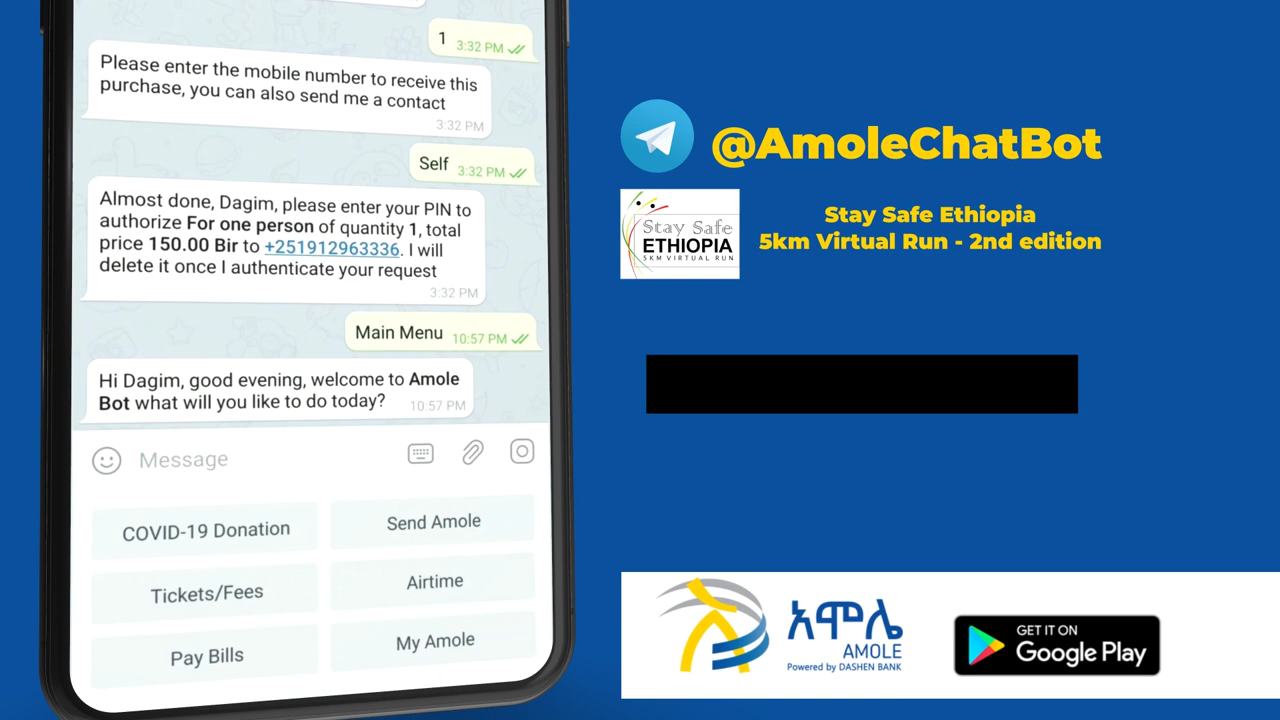 1 3:32 PM
Please enter the mobile number to receive this
purchase, you can also send me a contact
3:32 PM
Self 3:32 PM
Almost done, Dagim, please enter your PIN to
authorize For one person of quantity 1, total
price 150.00 Bir to +251912963336. I will
delete it once I authenticate your request
3:32 PM
Main Menu 10:57 PM
Hi Dagim, good evening, welcome to Amole
Bot what will you like to do today? 10:57 PM
Message
COVID-19 Donation
Send Amole
Tickets/Fees
Airtime
Pay Bills
My Amole
@AmoleChatBot
Stay Safe
ETHIOPIA
5KM VIRTUAL RUN
Stay Safe Ethiopia
5km Virtual Run - 2nd edition
አሞሌ
AMOLE
Powered by DASHEN BANK
GET IT ON
Google Play